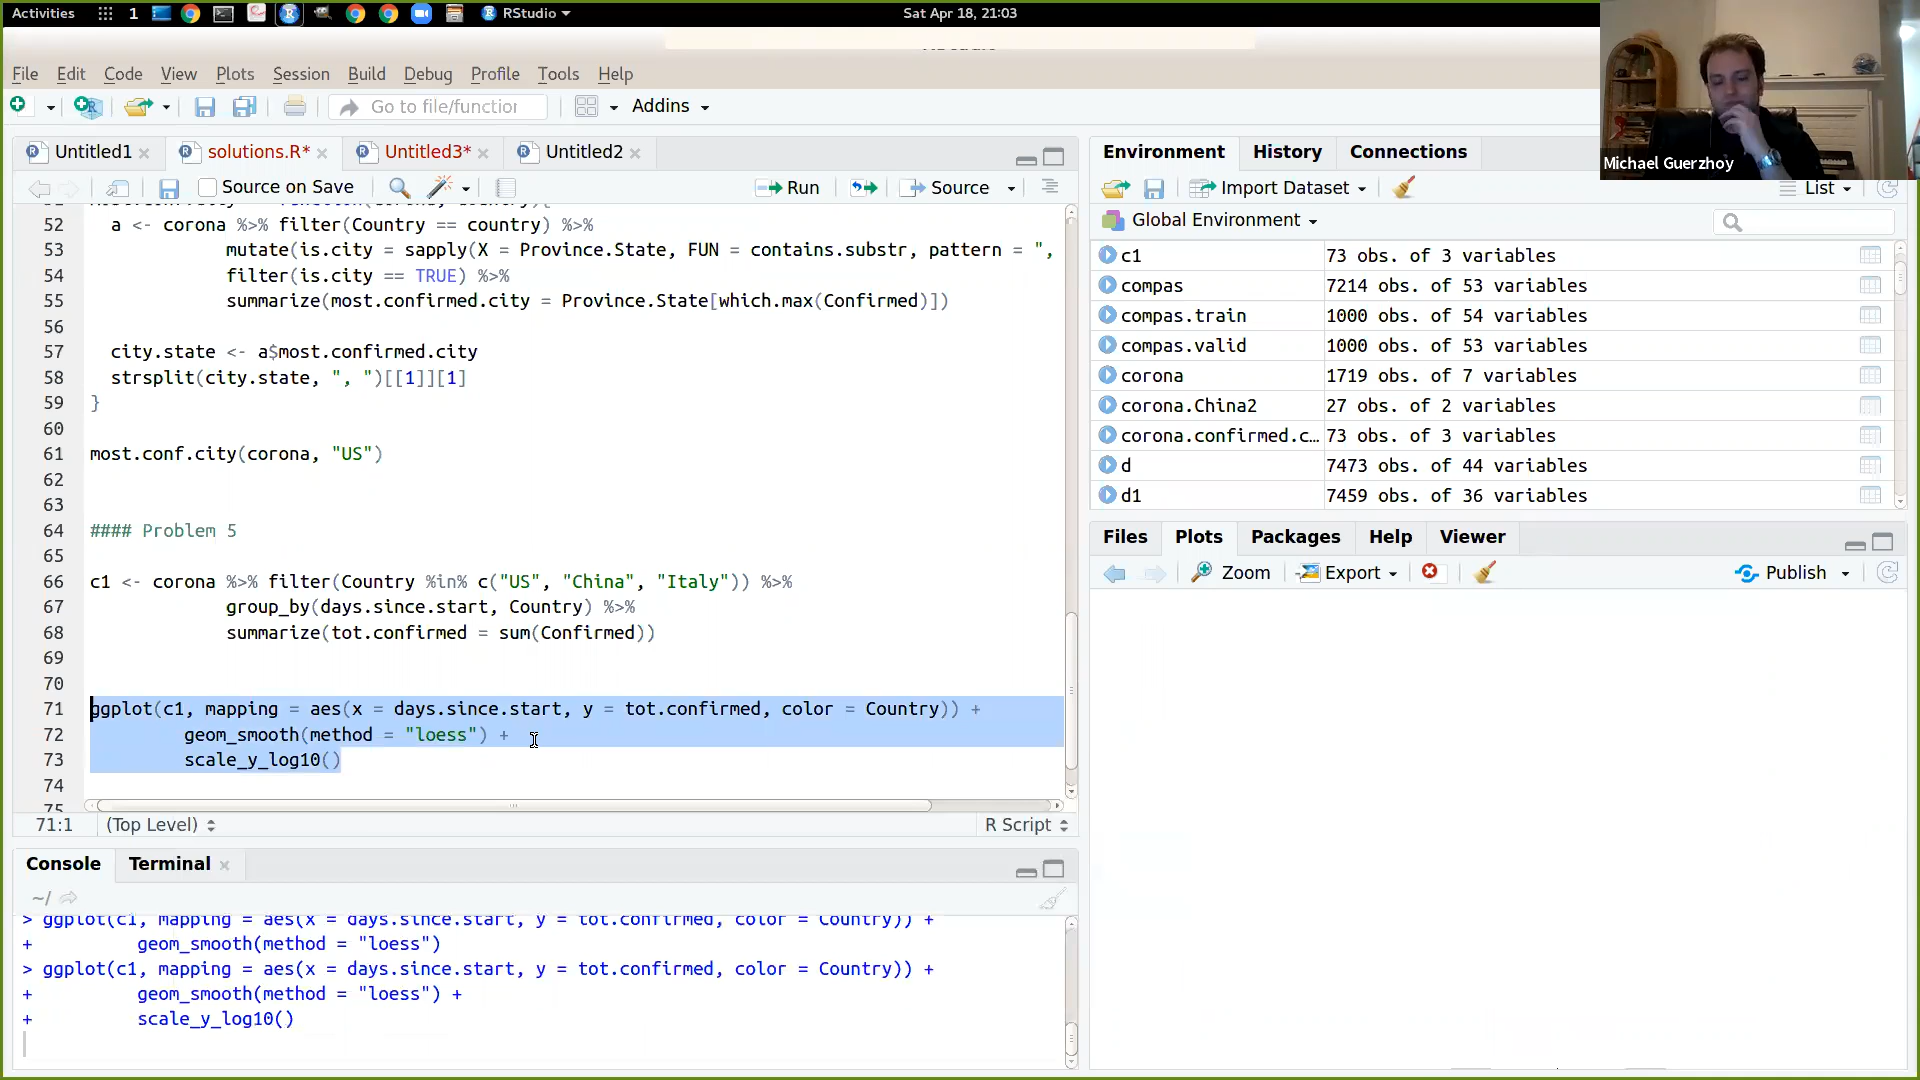 Activities
1
RStudio
Sat Apr 18, 21:03
File Edit Code View Plots Session Build Debug Profile Tools Help
Go to file/function
Addins
Michael Guerzhoy
Untitled1
solutions.R*
Untitled3*
Untitled2
Source on Save
Run
Source
52 a <- corona %>% filter(Country == country) %>%
53 mutate(is.city = sapply(X = Province.State, FUN = contains.substr, pattern = ",
54 filter(is.city == TRUE) %>%
55 summarize(most.confirmed.city = Province.State[which.max(Confirmed)])
56
57 city.state <- a$most.confirmed.city
58 strsplit(city.state, ", ")[[1]][1]
59 }
60
61 most.conf.city(corona, "US")
62
63
64 #### Problem 5
65
66 c1 <- corona %>% filter(Country %in% c("US", "China", "Italy")) %>%
67 group_by(days.since.start, Country) %>%
68 summarize(tot.confirmed = sum(Confirmed))
69
70
71 ggplot(c1, mapping = aes(x = days.since.start, y = tot.confirmed, color = Country)) +
72 geom_smooth(method = "loess") +
73 scale_y_log10()
74
75
71:1
(Top Level)
R Script
Console
Terminal
~/
> ggplot(c1, mapping = aes(x = days.since.start, y = tot.confirmed, color = Country)) +
+ geom_smooth(method = "loess")
> ggplot(c1, mapping = aes(x = days.since.start, y = tot.confirmed, color = Country)) +
+ geom_smooth(method = "loess") +
+ scale_y_log10()
Environment
History
Connections
Import Dataset
List
Global Environment
c1 73 obs. of 3 variables
compas 7214 obs. of 53 variables
compas.train 1000 obs. of 54 variables
compas.valid 1000 obs. of 53 variables
corona 1719 obs. of 7 variables
corona.China2 27 obs. of 2 variables
corona.confirmed.c… 73 obs. of 3 variables
d 7473 obs. of 44 variables
d1 7459 obs. of 36 variables
Files
Plots
Packages
Help
Viewer
Zoom
Export
Publish